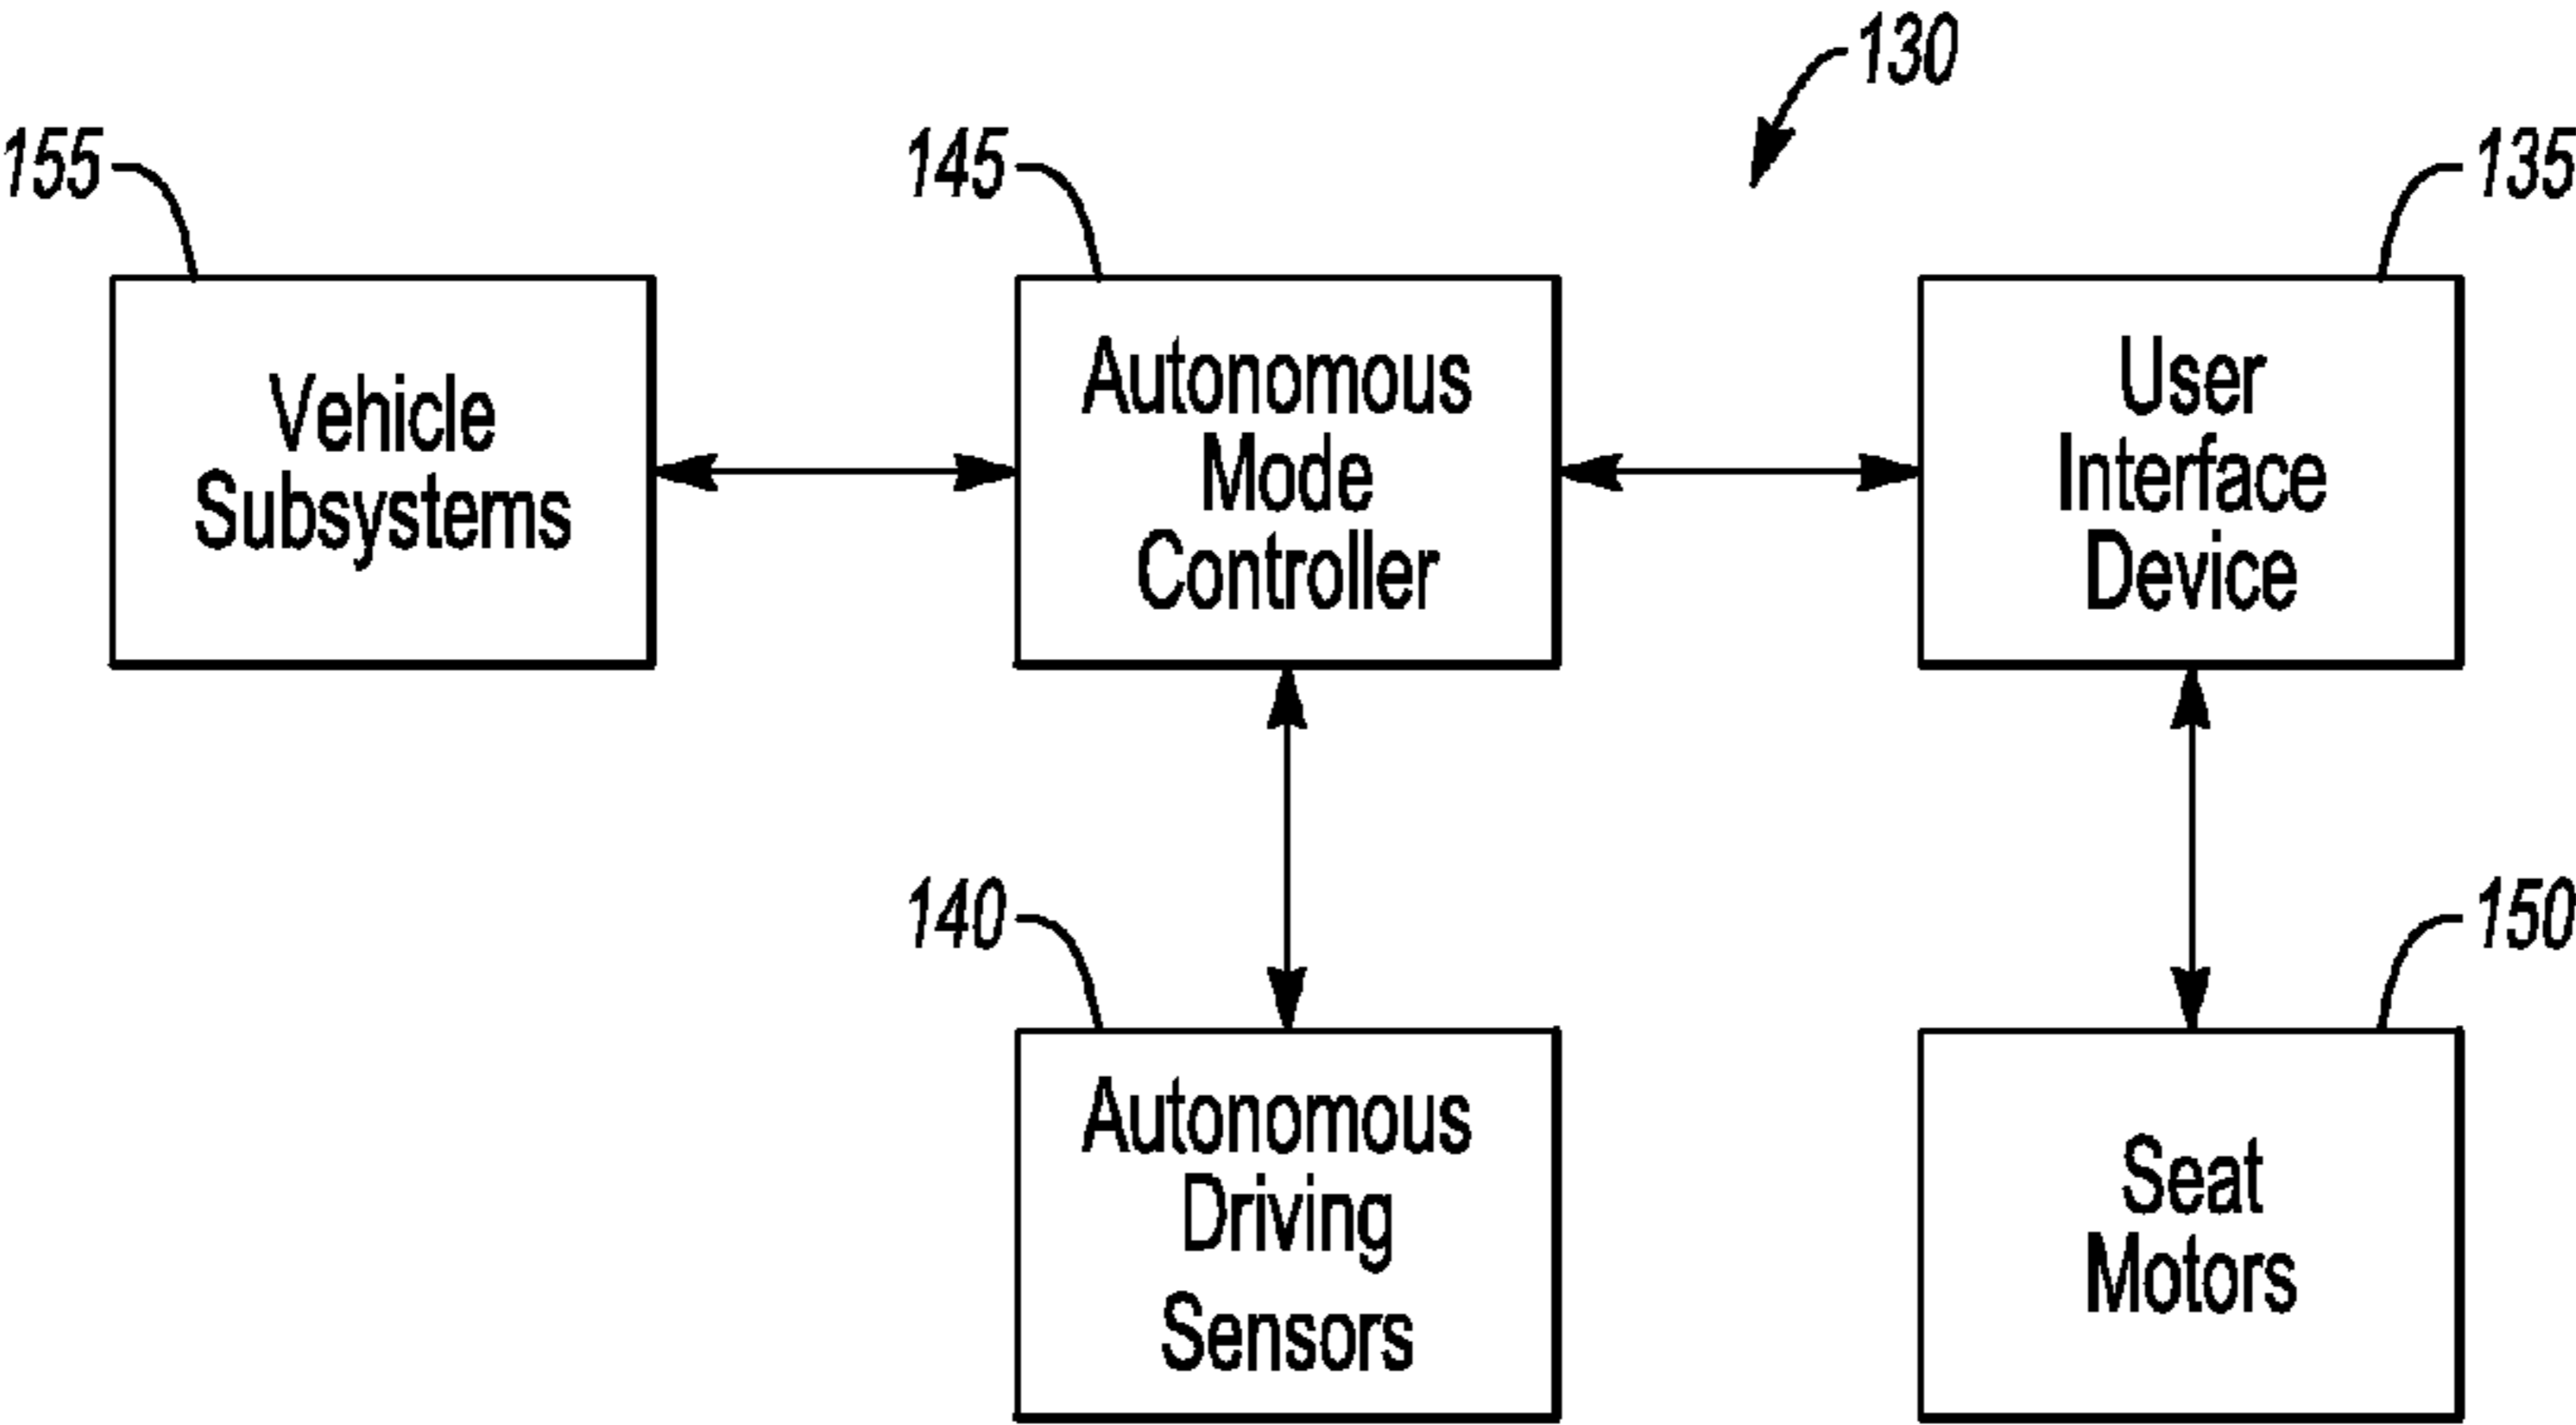 130
155
145
135
Vehicle
Subsystems
Autonomous
Mode
Controller
User
Interface
Device
140
150
Autonomous
Driving
Sensors
Seat
Motors